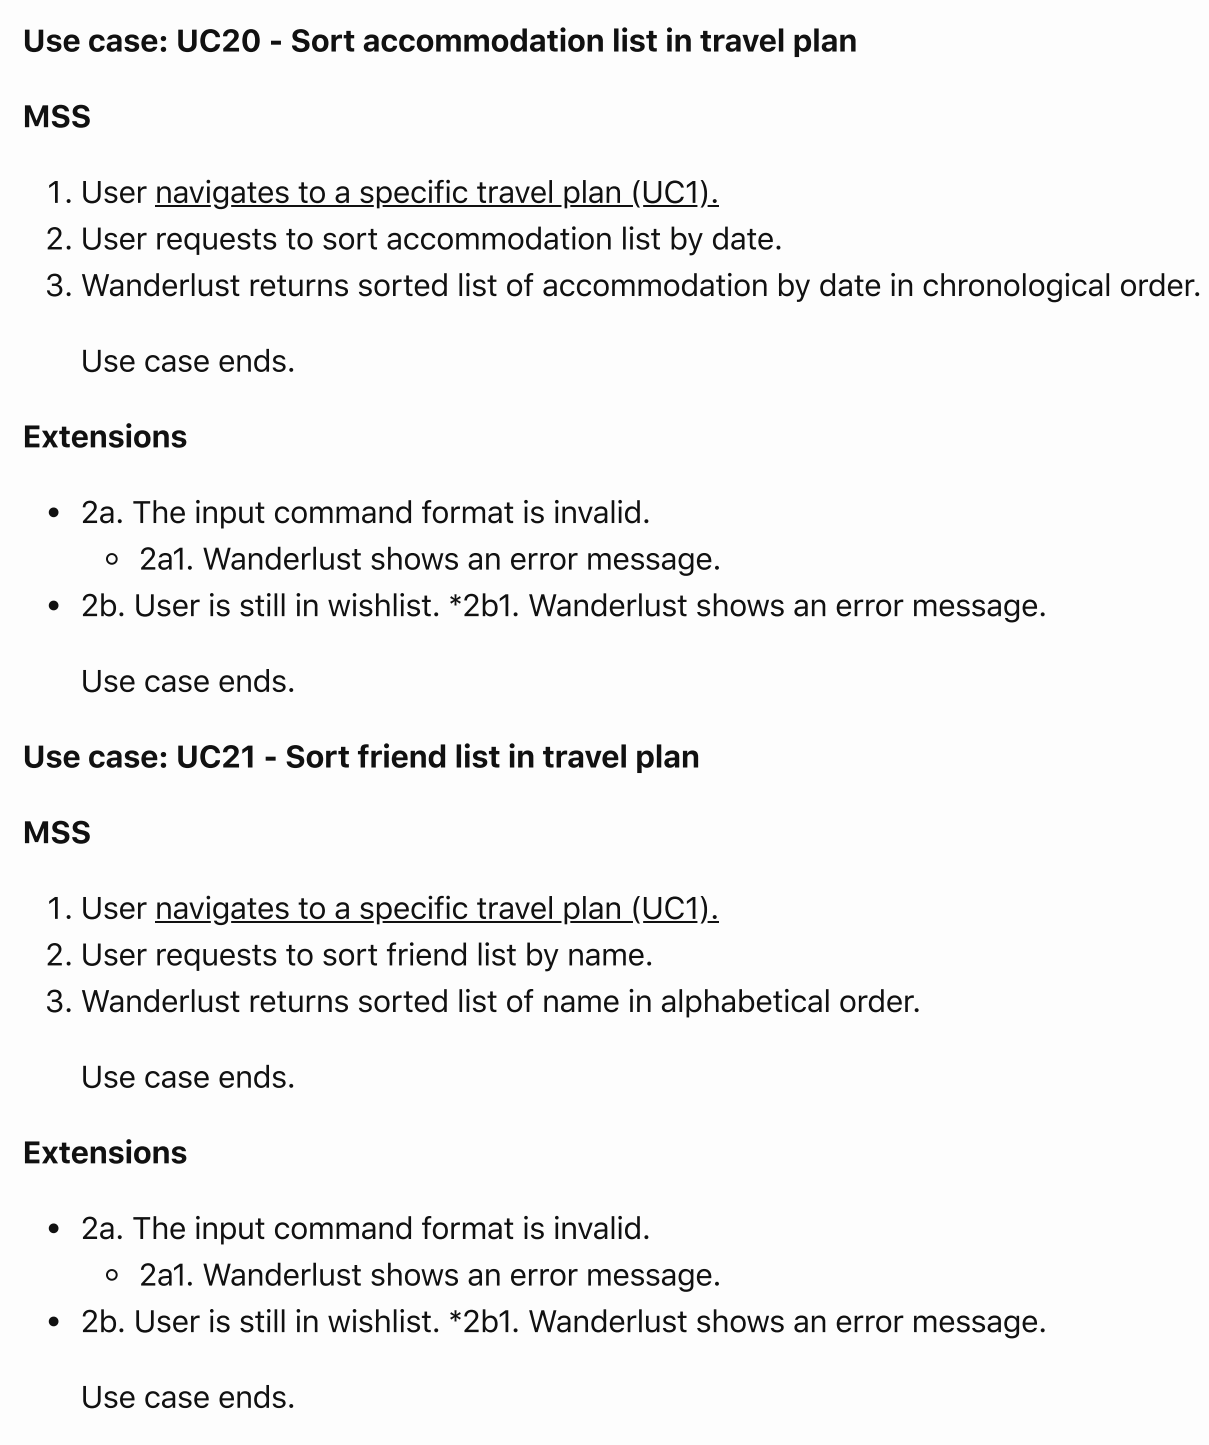 Use case: UC20 - Sort accommodation list in travel plan
MSS
1. User navigates to a specific travel plan (UC1).
2. User requests to sort accommodation list by date.
3. Wanderlust returns sorted list of accommodation by date in chronological order.
Use case ends.
Extensions
• 2a. The input command format is invalid.
◦ 2a1. Wanderlust shows an error message.
• 2b. User is still in wishlist. *2b1. Wanderlust shows an error message.
Use case ends.
Use case: UC21 - Sort friend list in travel plan
MSS
1. User navigates to a specific travel plan (UC1).
2. User requests to sort friend list by name.
3. Wanderlust returns sorted list of name in alphabetical order.
Use case ends.
Extensions
• 2a. The input command format is invalid.
◦ 2a1. Wanderlust shows an error message.
• 2b. User is still in wishlist. *2b1. Wanderlust shows an error message.
Use case ends.